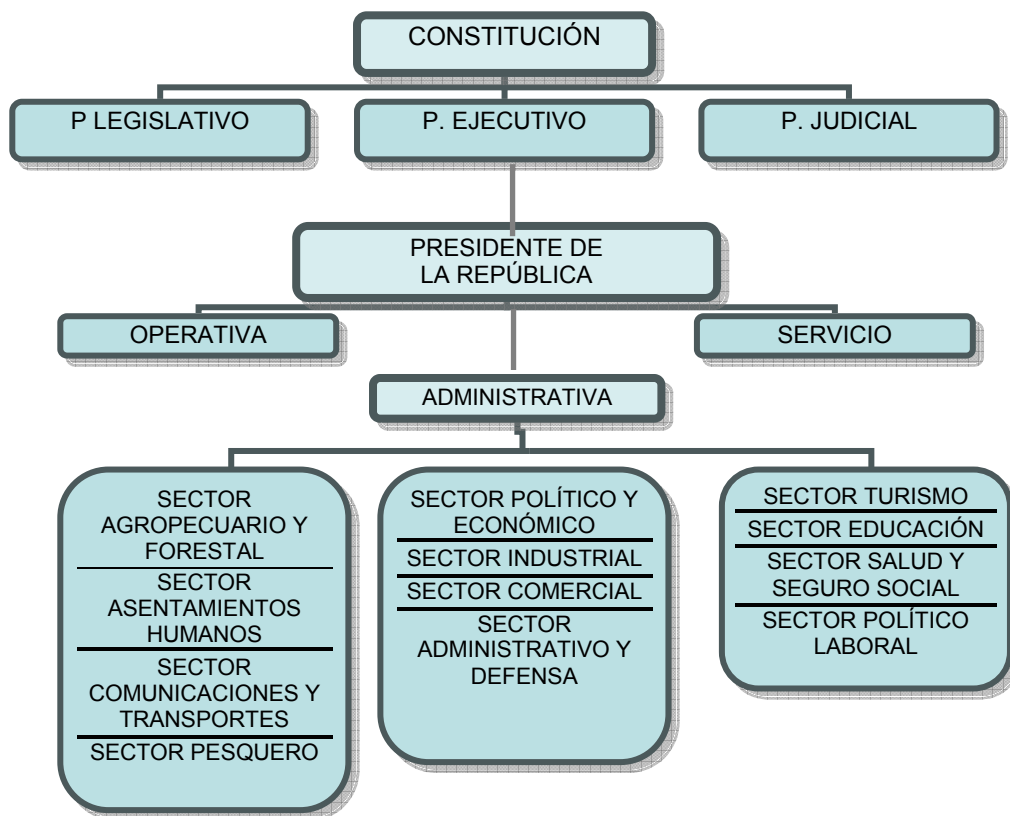 CONSTITUCIÓN
P LEGISLATIVO
P. EJECUTIVO
P. JUDICIAL
PRESIDENTE DE
LA REPÚBLICA
OPERATIVA
SERVICIO
ADMINISTRATIVA
SECTOR
AGROPECUARIO Y
FORESTAL
SECTOR
ASENTAMIENTOS
HUMANOS
SECTOR
COMUNICACIONES Y
TRANSPORTES
SECTOR PESQUERO
SECTOR POLÍTICO Y
ECONÓMICO
SECTOR INDUSTRIAL
SECTOR COMERCIAL
SECTOR
ADMINISTRATIVO Y
DEFENSA
SECTOR TURISMO
SECTOR EDUCACIÓN
SECTOR SALUD Y
SEGURO SOCIAL
SECTOR POLÍTICO
LABORAL